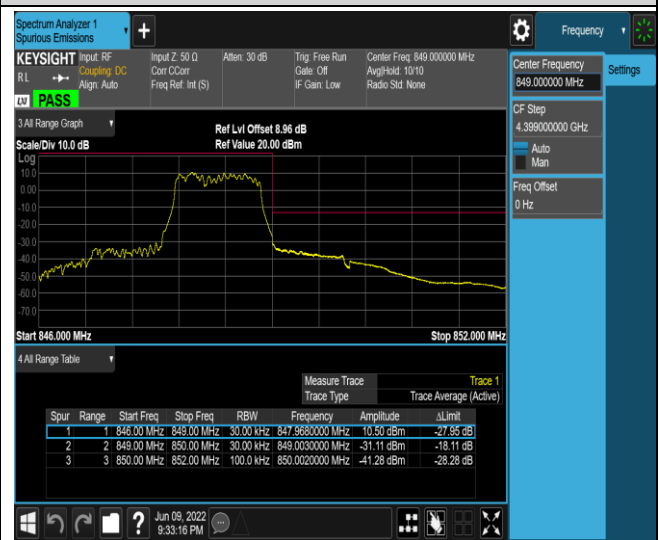 Spectrum Analyzer 1
Spurious Emissions
Frequency
KEYSIGHT Input: RF Input Z: 50 Ω Atten: 30 dB Trig: Free Run Center Freq: 849.000000 MHz
RL Coupling: DC Corr CCorr Gate: Off Avg|Hold: 10/10
Align: Auto Freq Ref: Int (S) IF Gain: Low Radio Std: None
LXI PASS
Center Frequency
849.000000 MHz
Settings
CF Step
4.399000000 GHz
Auto
Man
Freq Offset
0 Hz
3 All Range Graph
Ref Lvl Offset 8.96 dB
Scale/Div 10.0 dB Ref Value 20.00 dBm
Log
10.0
0.00
-10.0
-20.0
-30.0
-40.0
-50.0
-60.0
-70.0
Start 846.000 MHz Stop 852.000 MHz
4 All Range Table
Measure Trace Trace 1
Trace Type Trace Average (Active)
Spur Range Start Freq Stop Freq RBW Frequency Amplitude ΔLimit
1 1 846.00 MHz 849.00 MHz 30.00 kHz 847.9680000 MHz 10.50 dBm -27.95 dB
2 2 849.00 MHz 850.00 MHz 30.00 kHz 849.0030000 MHz -31.11 dBm -18.11 dB
3 3 850.00 MHz 852.00 MHz 100.0 kHz 850.0020000 MHz -41.28 dBm -28.28 dB
Jun 09, 2022
9:33:16 PM